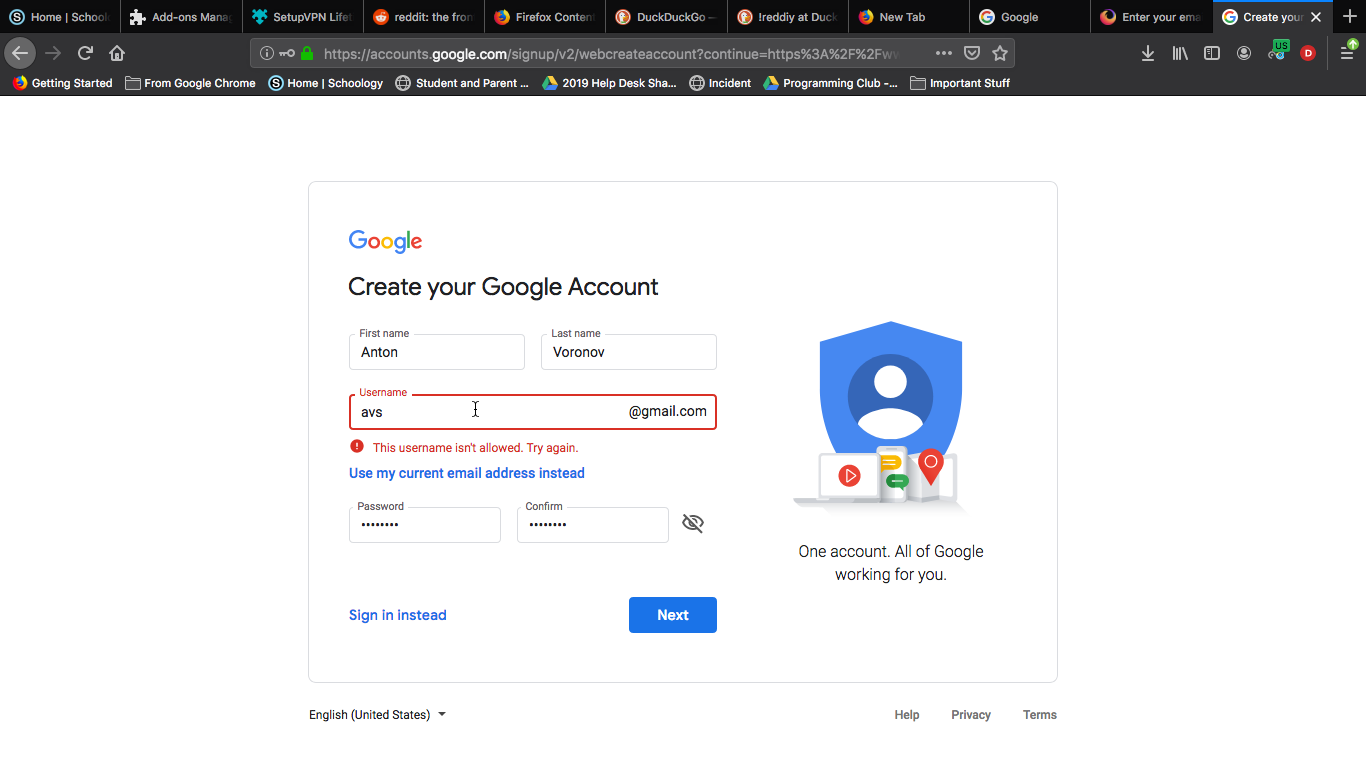 Home | School
Add-ons Mana
SetupVPN Lifet
reddit: the fron
Firefox Conten
DuckDuckGo —
!reddiy at Duck
New Tab
Google
Enter your ema
Create your
https://accounts.google.com/signup/v2/webcreateaccount?continue=https%3A%2F%2Fwv
US
D
Getting Started
From Google Chrome
Home | Schoology
Student and Parent ...
2019 Help Desk Sha...
Incident
Programming Club -...
Important Stuff
Google
Create your Google Account
First name
Last name
Anton
Voronov
Username
avs
@gmail.com
This username isn't allowed. Try again.
Use my current email address instead
Password
Confirm
••••••••
••••••••
One account. All of Google
working for you.
Sign in instead
Next
English (United States)
Help
Privacy
Terms